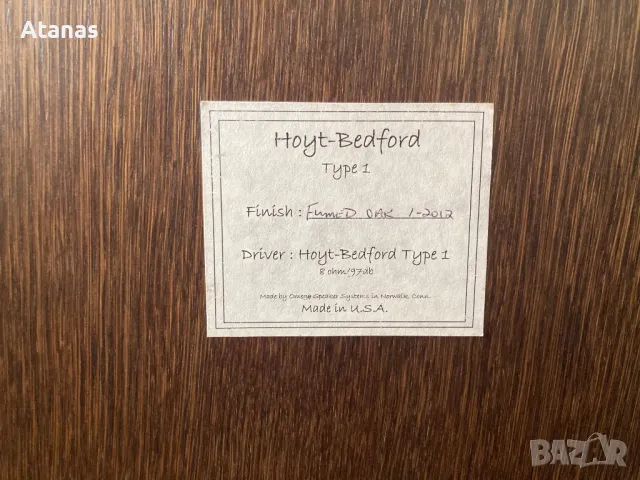 Atanas
Hoyt-Bedford
Type 1
Finish : FUMED OAK 1-2012
Driver : Hoyt-Bedford Type 1
8 ohm/97db
Made by Omega Speaker Systems in Norwalk, Conn.
Made in U.S.A.
BAZAR